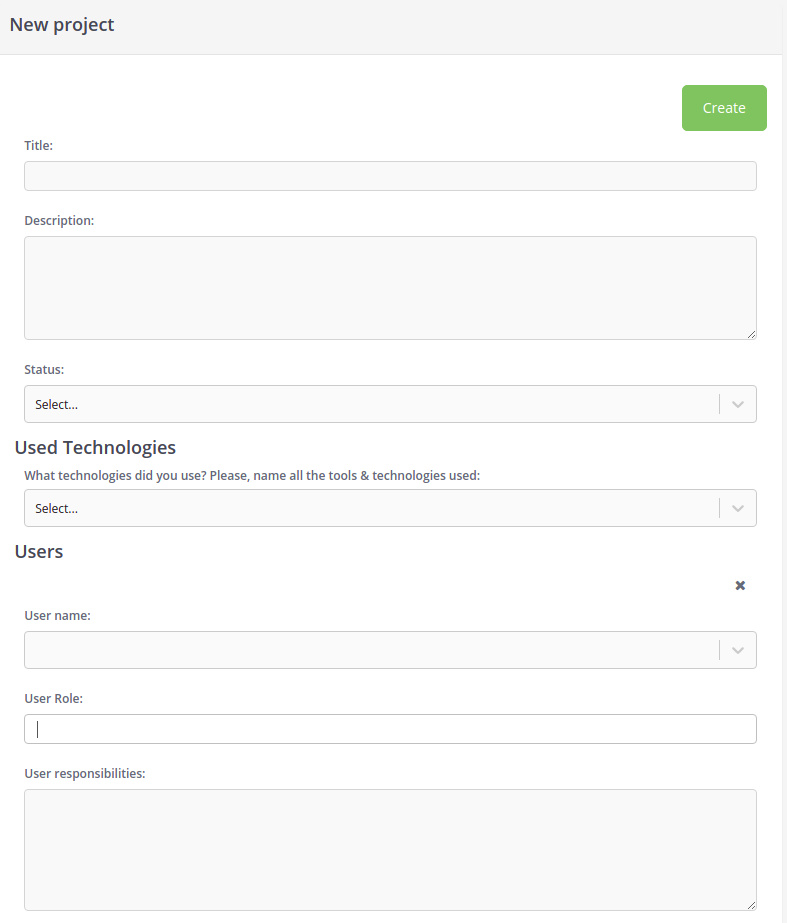 New project
Create
Title:
Description:
Status:
Select...
Used Technologies
What technologies did you use? Please, name all the tools & technologies used:
Select...
Users
User name:
User Role:
User responsibilities: